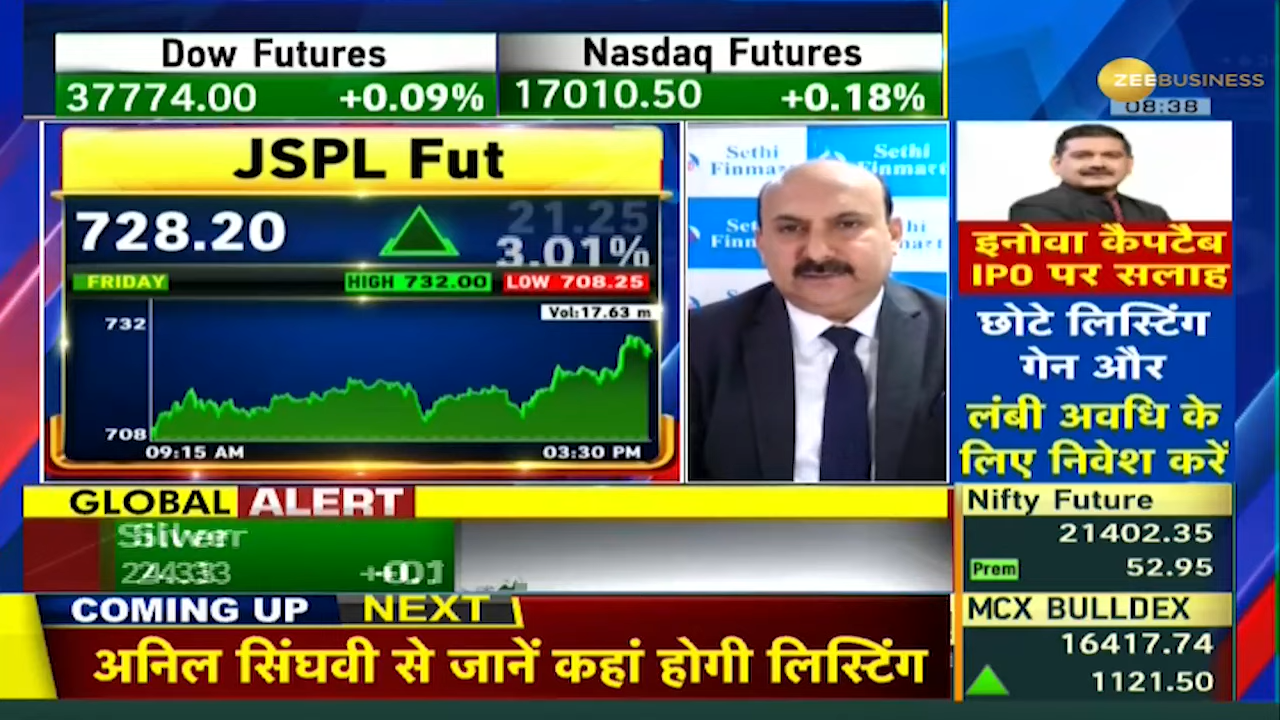 Dow Futures
37774.00 +0.09%
Nasdaq Futures
17010.50 +0.18%
ZEEBUSINESS
08:38
JSPL Fut
728.20
21.25
3.01%
FRIDAY
HIGH 732.00
LOW 708.25
Vol:17.63 m
732
708
09:15 AM
03:30 PM
Sethi
Sethi
इनोवा कैपटैब
IPO पर सलाह
छोटे लिस्टिंग
गेन और
लंबी अवधि के
लिए निवेश करें
GLOBAL ALERT
Nifty Future
21402.35
Prem 52.95
MCX BULLDEX
16417.74
1121.50
COMING UP NEXT
अनिल सिंघवी से जानें कहां होगी लिस्टिंग